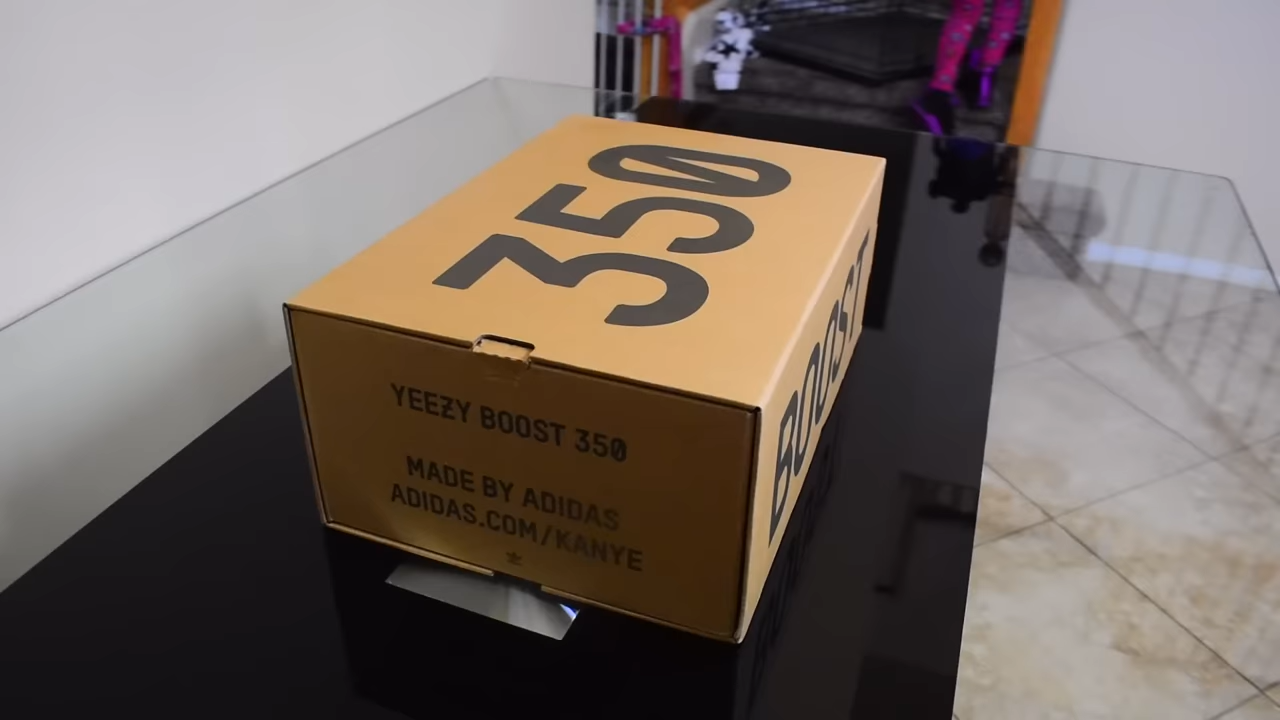 350
YEEZY BOOST 350
MADE BY ADIDAS
ADIDAS.COM/KANYE
BOOST